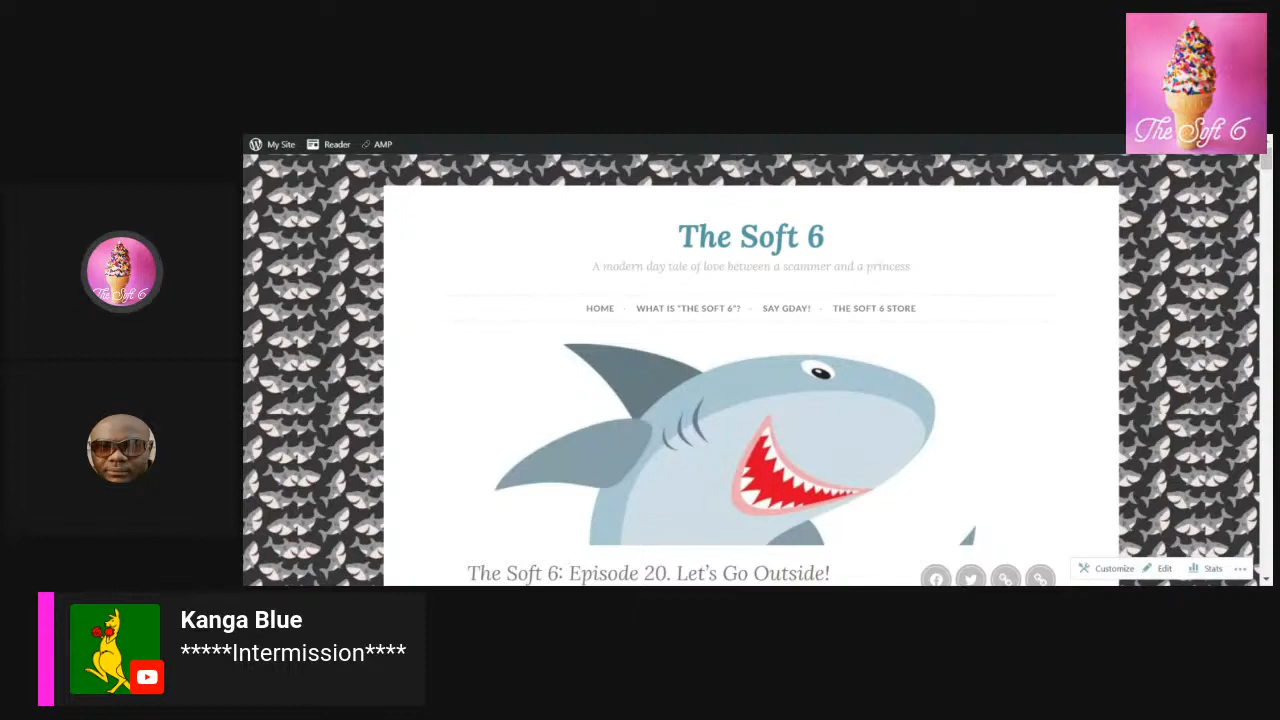 The Soft 6
My Site Reader AMP
The Soft 6
A modern day tale of love between a scammer and a princess
HOME · WHAT IS "THE SOFT 6"? · SAY GDAY! · THE SOFT 6 STORE
The Soft 6
The Soft 6: Episode 20. Let's Go Outside!
Customize Edit Stats ...
Kanga Blue
*****Intermission****